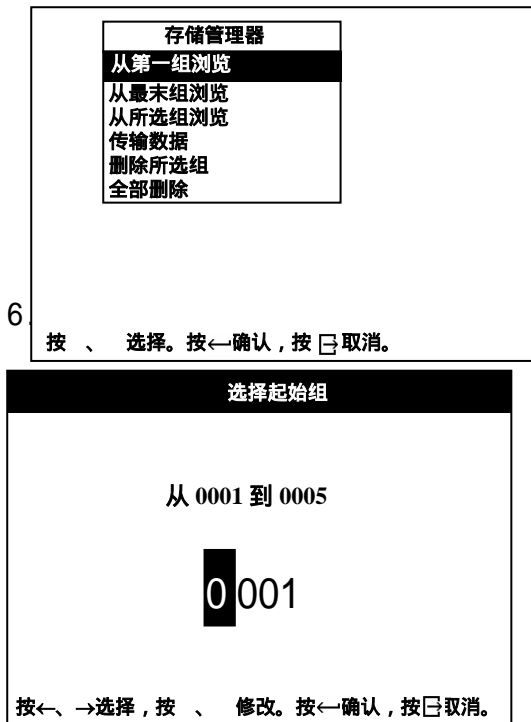 存储管理器
从第一组浏览
从最末组浏览
从所选组浏览
传输数据
删除所选组
全部删除
6.
按 、 选择。按←确认，按取消。
选择起始组
从 0001 到 0005
0001
按←、→选择，按 、 修改。按←确认，按取消。